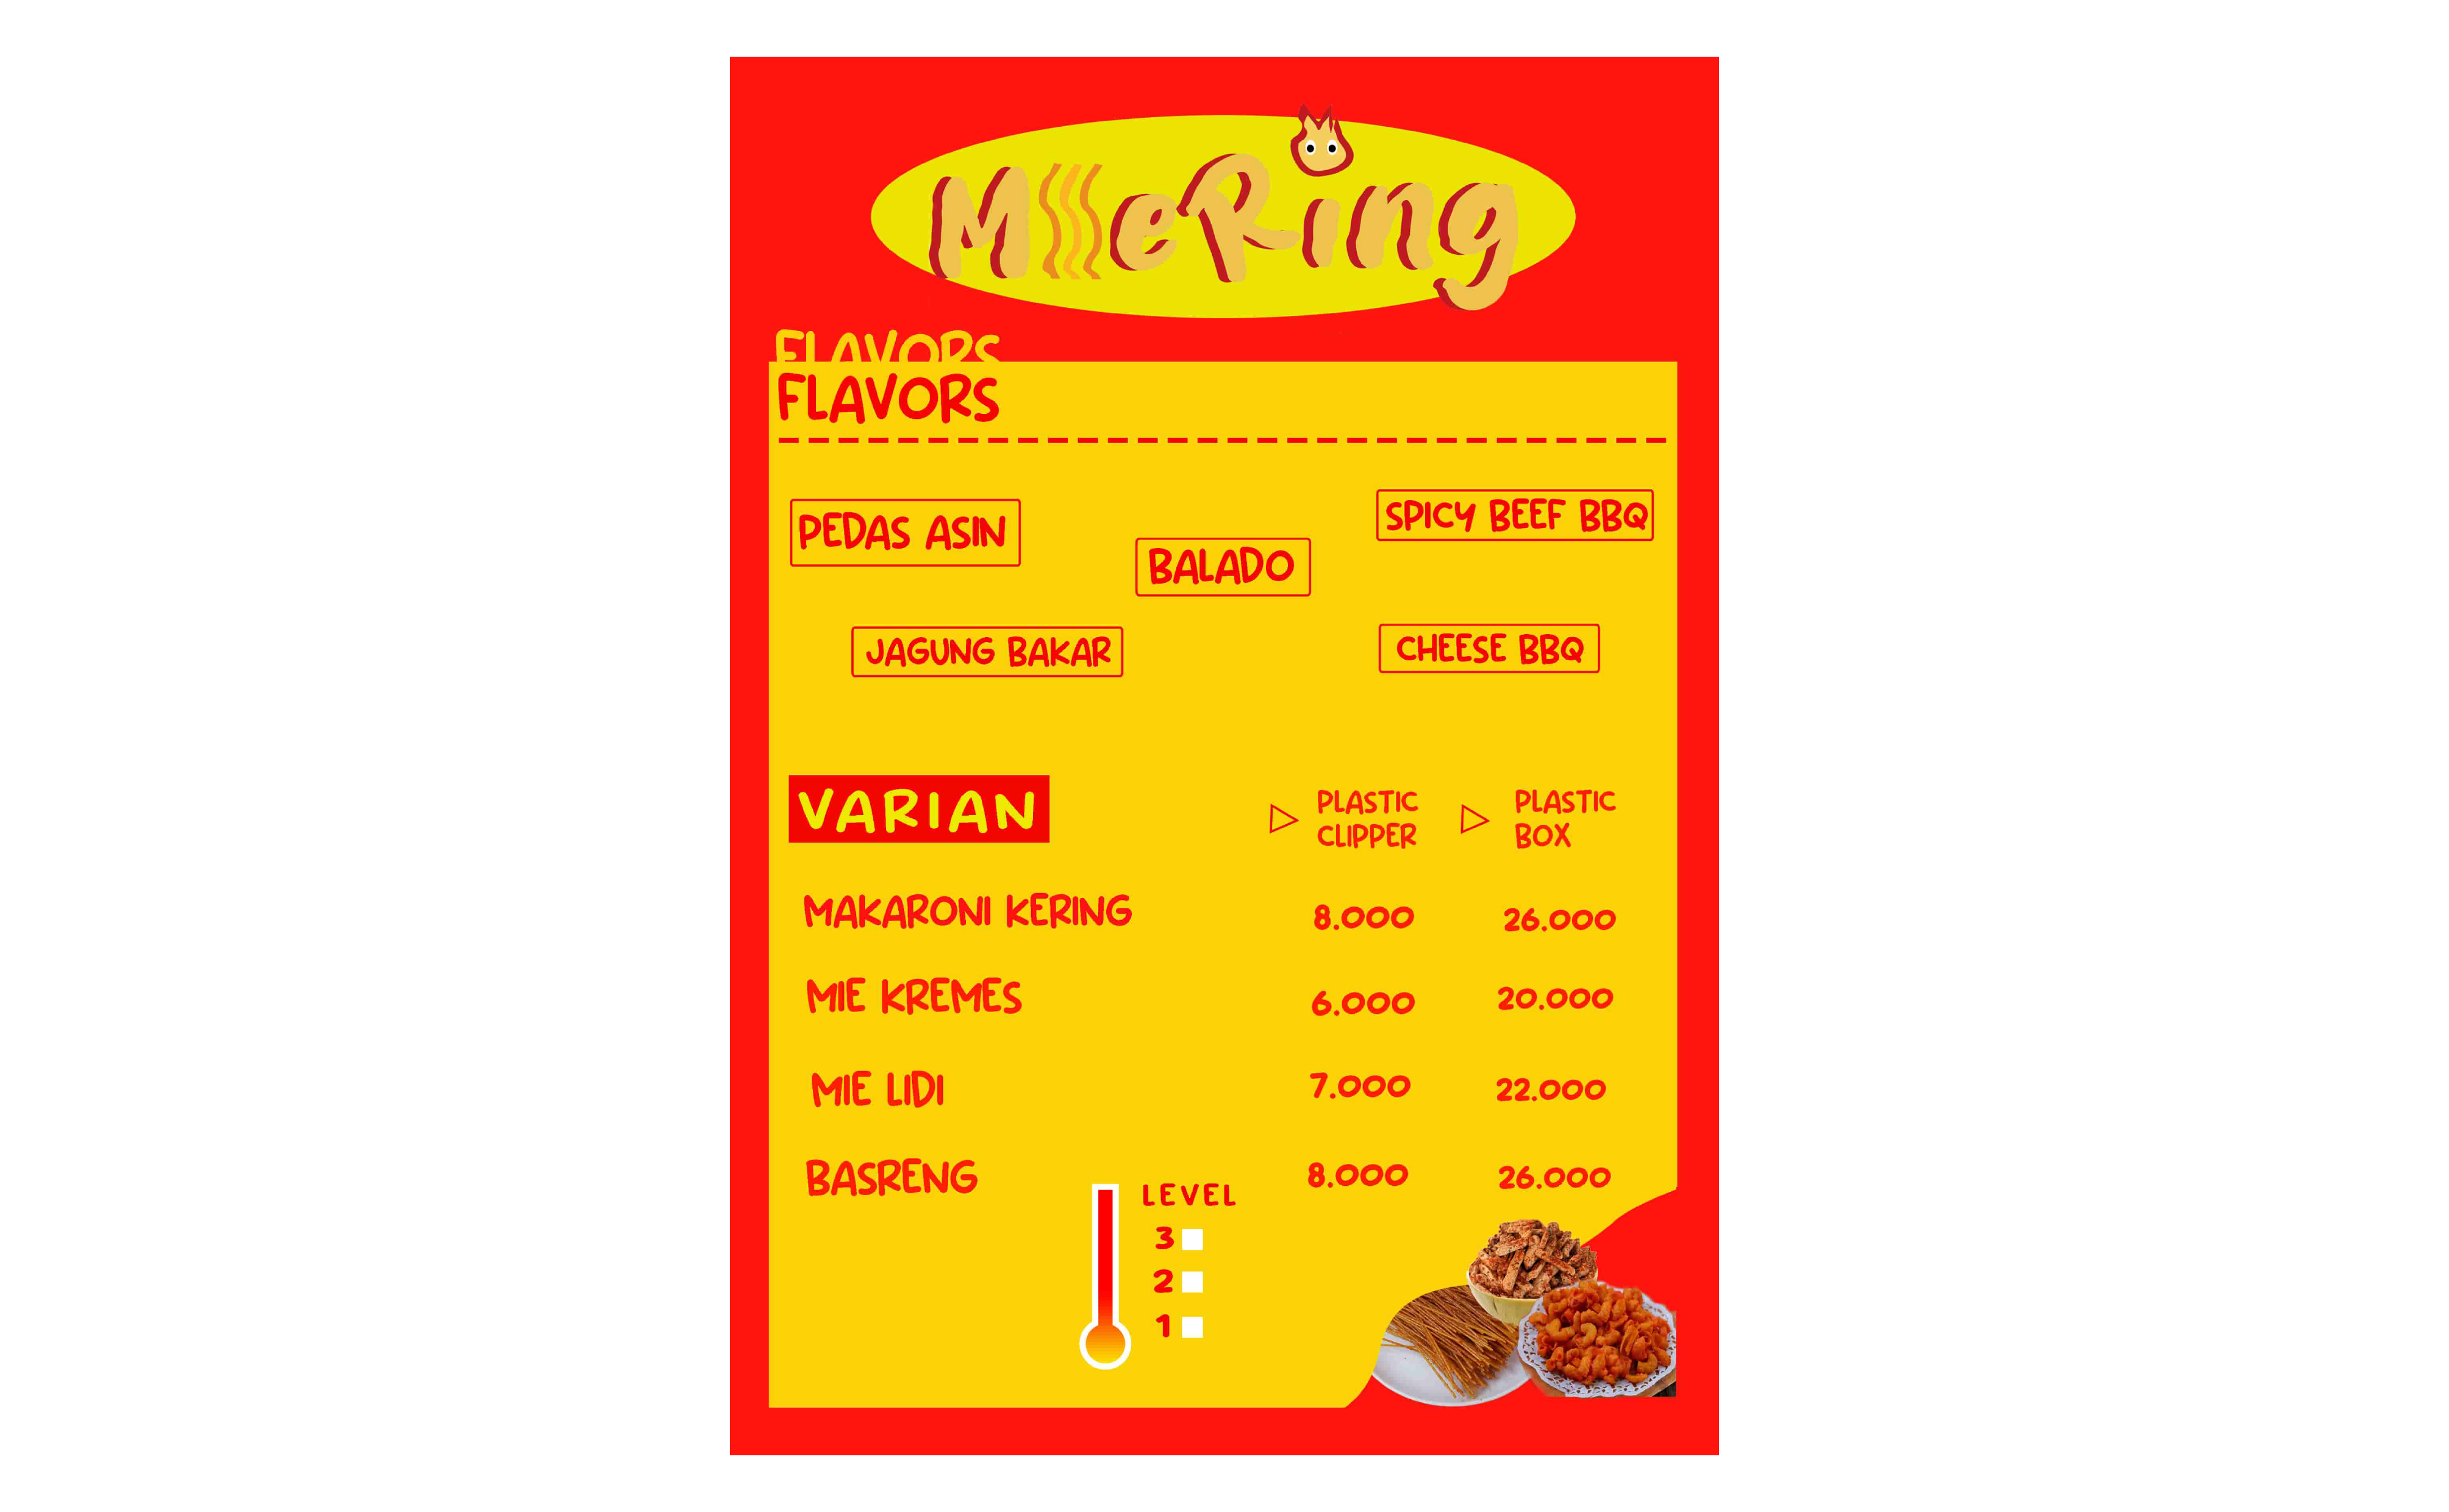 MieRing
FLAVORS
FLAVORS
PEDAS ASIN
SPICY BEEF BBQ
BALADO
JAGUNG BAKAR
CHEESE BBQ
VARIAN
PLASTIC
CLIPPER
PLASTIC
BOX
MAKARONI KERING 8.000 26.000
MIE KREMES 6.000 20.000
MIE LIDI 7.000 22.000
BASRENG 8.000 26.000
LEVEL
3
2
1